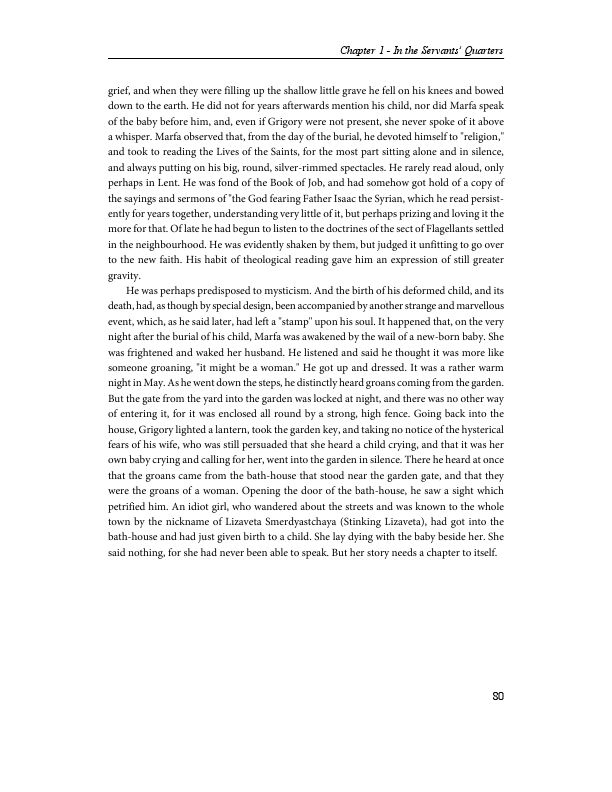 Chapter 1 - In the Servants' Quarters
grief, and when they were filling up the shallow little grave he fell on his knees and bowed
down to the earth. He did not for years afterwards mention his child, nor did Marfa speak
of the baby before him, and, even if Grigory were not present, she never spoke of it above
a whisper. Marfa observed that, from the day of the burial, he devoted himself to "religion,"
and took to reading the Lives of the Saints, for the most part sitting alone and in silence,
and always putting on his big, round, silver-rimmed spectacles. He rarely read aloud, only
perhaps in Lent. He was fond of the Book of Job, and had somehow got hold of a copy of
the sayings and sermons of "the God fearing Father Isaac the Syrian, which he read persist-
ently for years together, understanding very little of it, but perhaps prizing and loving it the
more for that. Of late he had begun to listen to the doctrines of the sect of Flagellants settled
in the neighbourhood. He was evidently shaken by them, but judged it unfitting to go over
to the new faith. His habit of theological reading gave him an expression of still greater
gravity.
He was perhaps predisposed to mysticism. And the birth of his deformed child, and its
death, had, as though by special design, been accompanied by another strange and marvellous
event, which, as he said later, had left a "stamp" upon his soul. It happened that, on the very
night after the burial of his child, Marfa was awakened by the wail of a new-born baby. She
was frightened and waked her husband. He listened and said he thought it was more like
someone groaning, "it might be a woman." He got up and dressed. It was a rather warm
night in May. As he went down the steps, he distinctly heard groans coming from the garden.
But the gate from the yard into the garden was locked at night, and there was no other way
of entering it, for it was enclosed all round by a strong, high fence. Going back into the
house, Grigory lighted a lantern, took the garden key, and taking no notice of the hysterical
fears of his wife, who was still persuaded that she heard a child crying, and that it was her
own baby crying and calling for her, went into the garden in silence. There he heard at once
that the groans came from the bath-house that stood near the garden gate, and that they
were the groans of a woman. Opening the door of the bath-house, he saw a sight which
petrified him. An idiot girl, who wandered about the streets and was known to the whole
town by the nickname of Lizaveta Smerdyastchaya (Stinking Lizaveta), had got into the
bath-house and had just given birth to a child. She lay dying with the baby beside her. She
said nothing, for she had never been able to speak. But her story needs a chapter to itself.
80